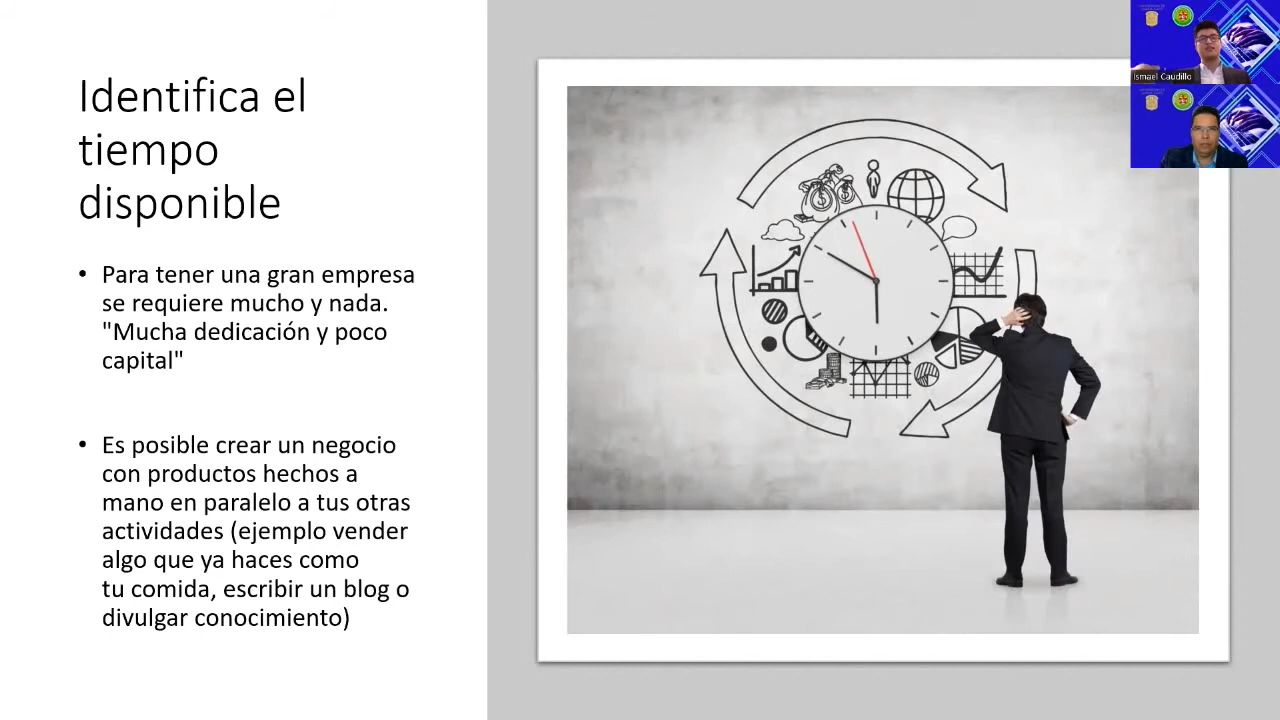 Identifica el
tiempo
disponible
• Para tener una gran empresa
se requiere mucho y nada.
"Mucha dedicación y poco
capital"
• Es posible crear un negocio
con productos hechos a
mano en paralelo a tus otras
actividades (ejemplo vender
algo que ya haces como
tu comida, escribir un blog o
divulgar conocimiento)
Ismael Caudillo